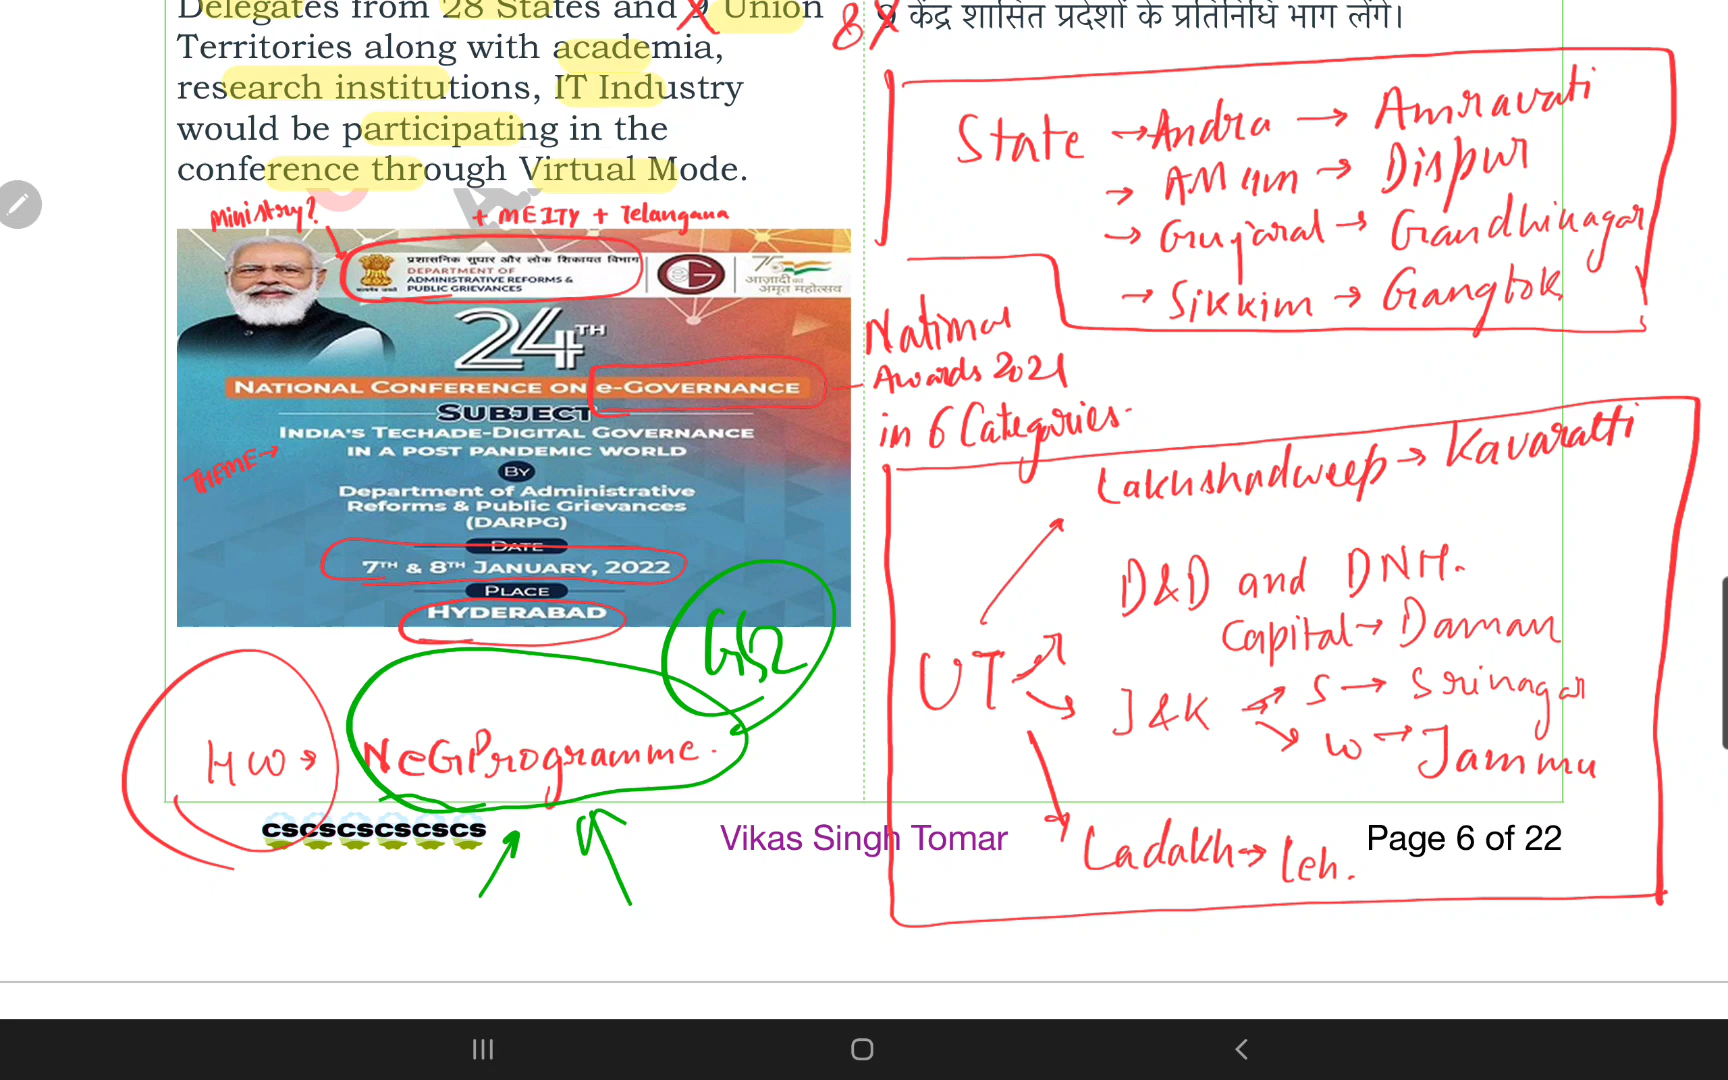 Delegates from 28 States and 9 Union
Territories along with academia,
research institutions, IT Industry
would be participating in the
conference through Virtual Mode.
8 9 केंद्र शासित प्रदेशों के प्रतिनिधि भाग लेंगे।
State → Andra → Amravati
→ → Dispur
→ Gujarat → Gandhinagar
→ Sikkim → Gangtok
Ministry? + MEITY + Telangana
प्रशासनिक सुधार और लोक शिकायत विभाग
DEPARTMENT OF
ADMINISTRATIVE REFORMS &
PUBLIC GRIEVANCES
eG
75
आज़ादी का
अमृत महोत्सव
24TH
NATIONAL CONFERENCE ON e-GOVERNANCE
SUBJECT
INDIA'S TECHADE-DIGITAL GOVERNANCE
IN A POST PANDEMIC WORLD
THEME →
BY
Department of Administrative
Reforms & Public Grievances
(DARPG)
DATE
7TH & 8TH JANUARY, 2022
PLACE
HYDERABAD
National
Awards 2021
in 6 Categories.
GS2
HW → NeGProgramme.
Lakhshadweep → Kavaratti
D&D and DNH.
Capital → Daman
UT
J&K S → Srinagar
W → Jammu
Ladakh → Leh.
cscscscscscs
Vikas Singh Tomar
Page 6 of 22